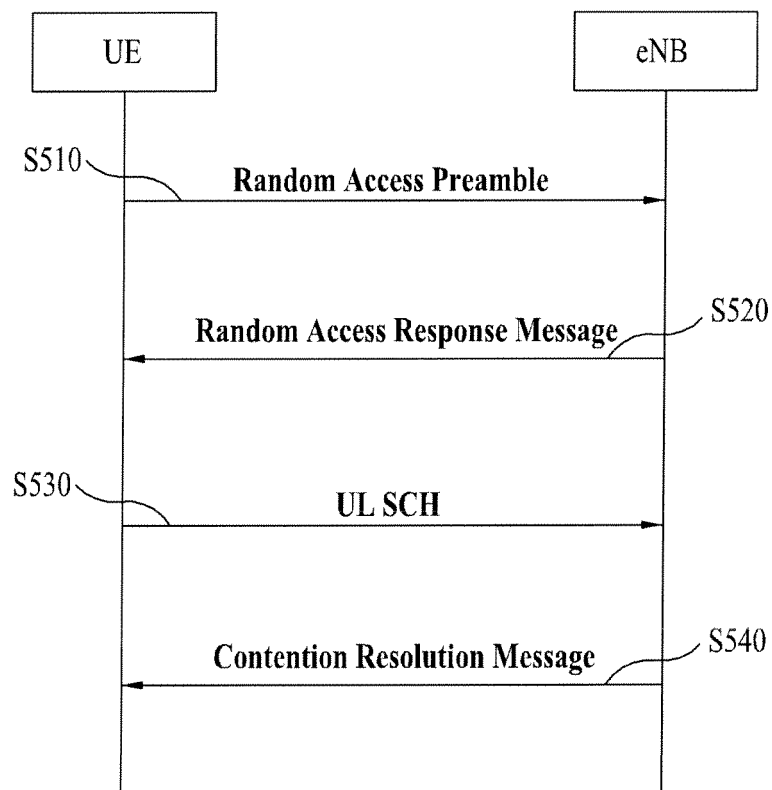 UE
eNB
S510
Random Access Preamble
Random Access Response Message
S520
S530
UL SCH
Contention Resolution Message
S540